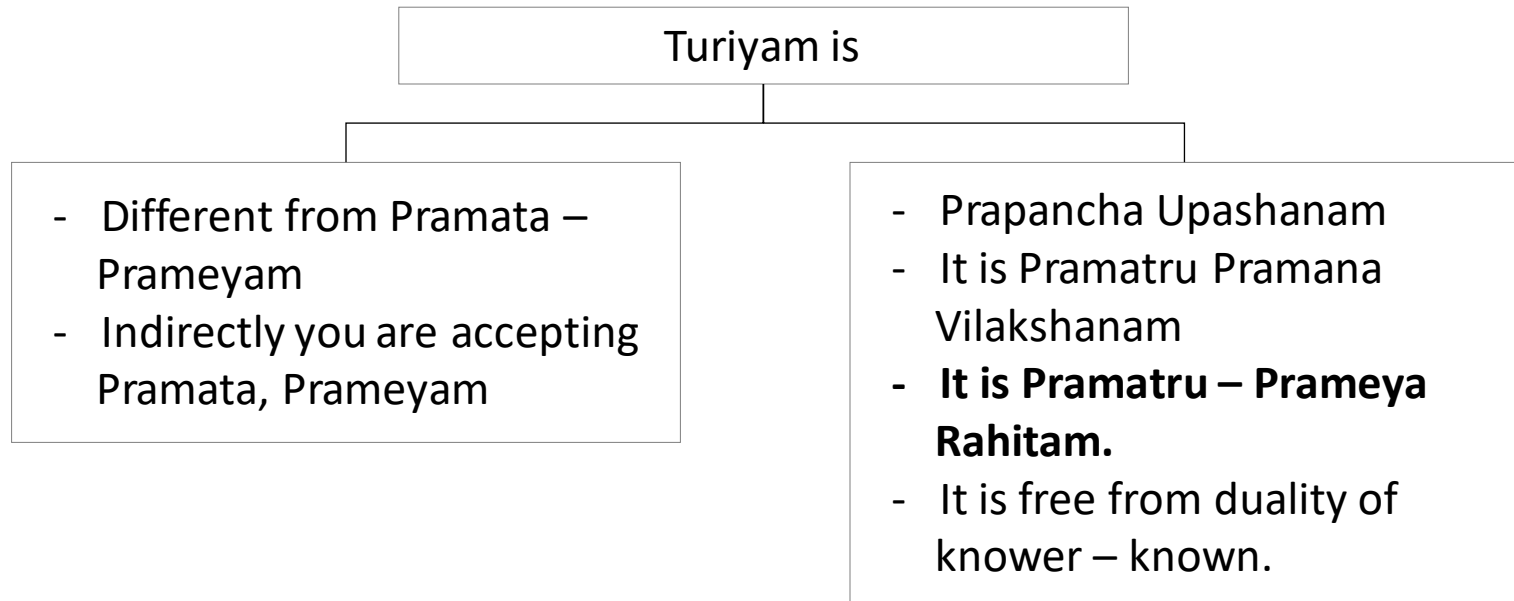 Turiyam is
- Different from Pramata –
Prameyam
- Indirectly you are accepting
Pramata, Prameyam
- Prapancha Upashanam
- It is Pramatru Pramana
Vilakshanam
- It is Pramatru – Prameya
Rahitam.
- It is free from duality of
knower – known.